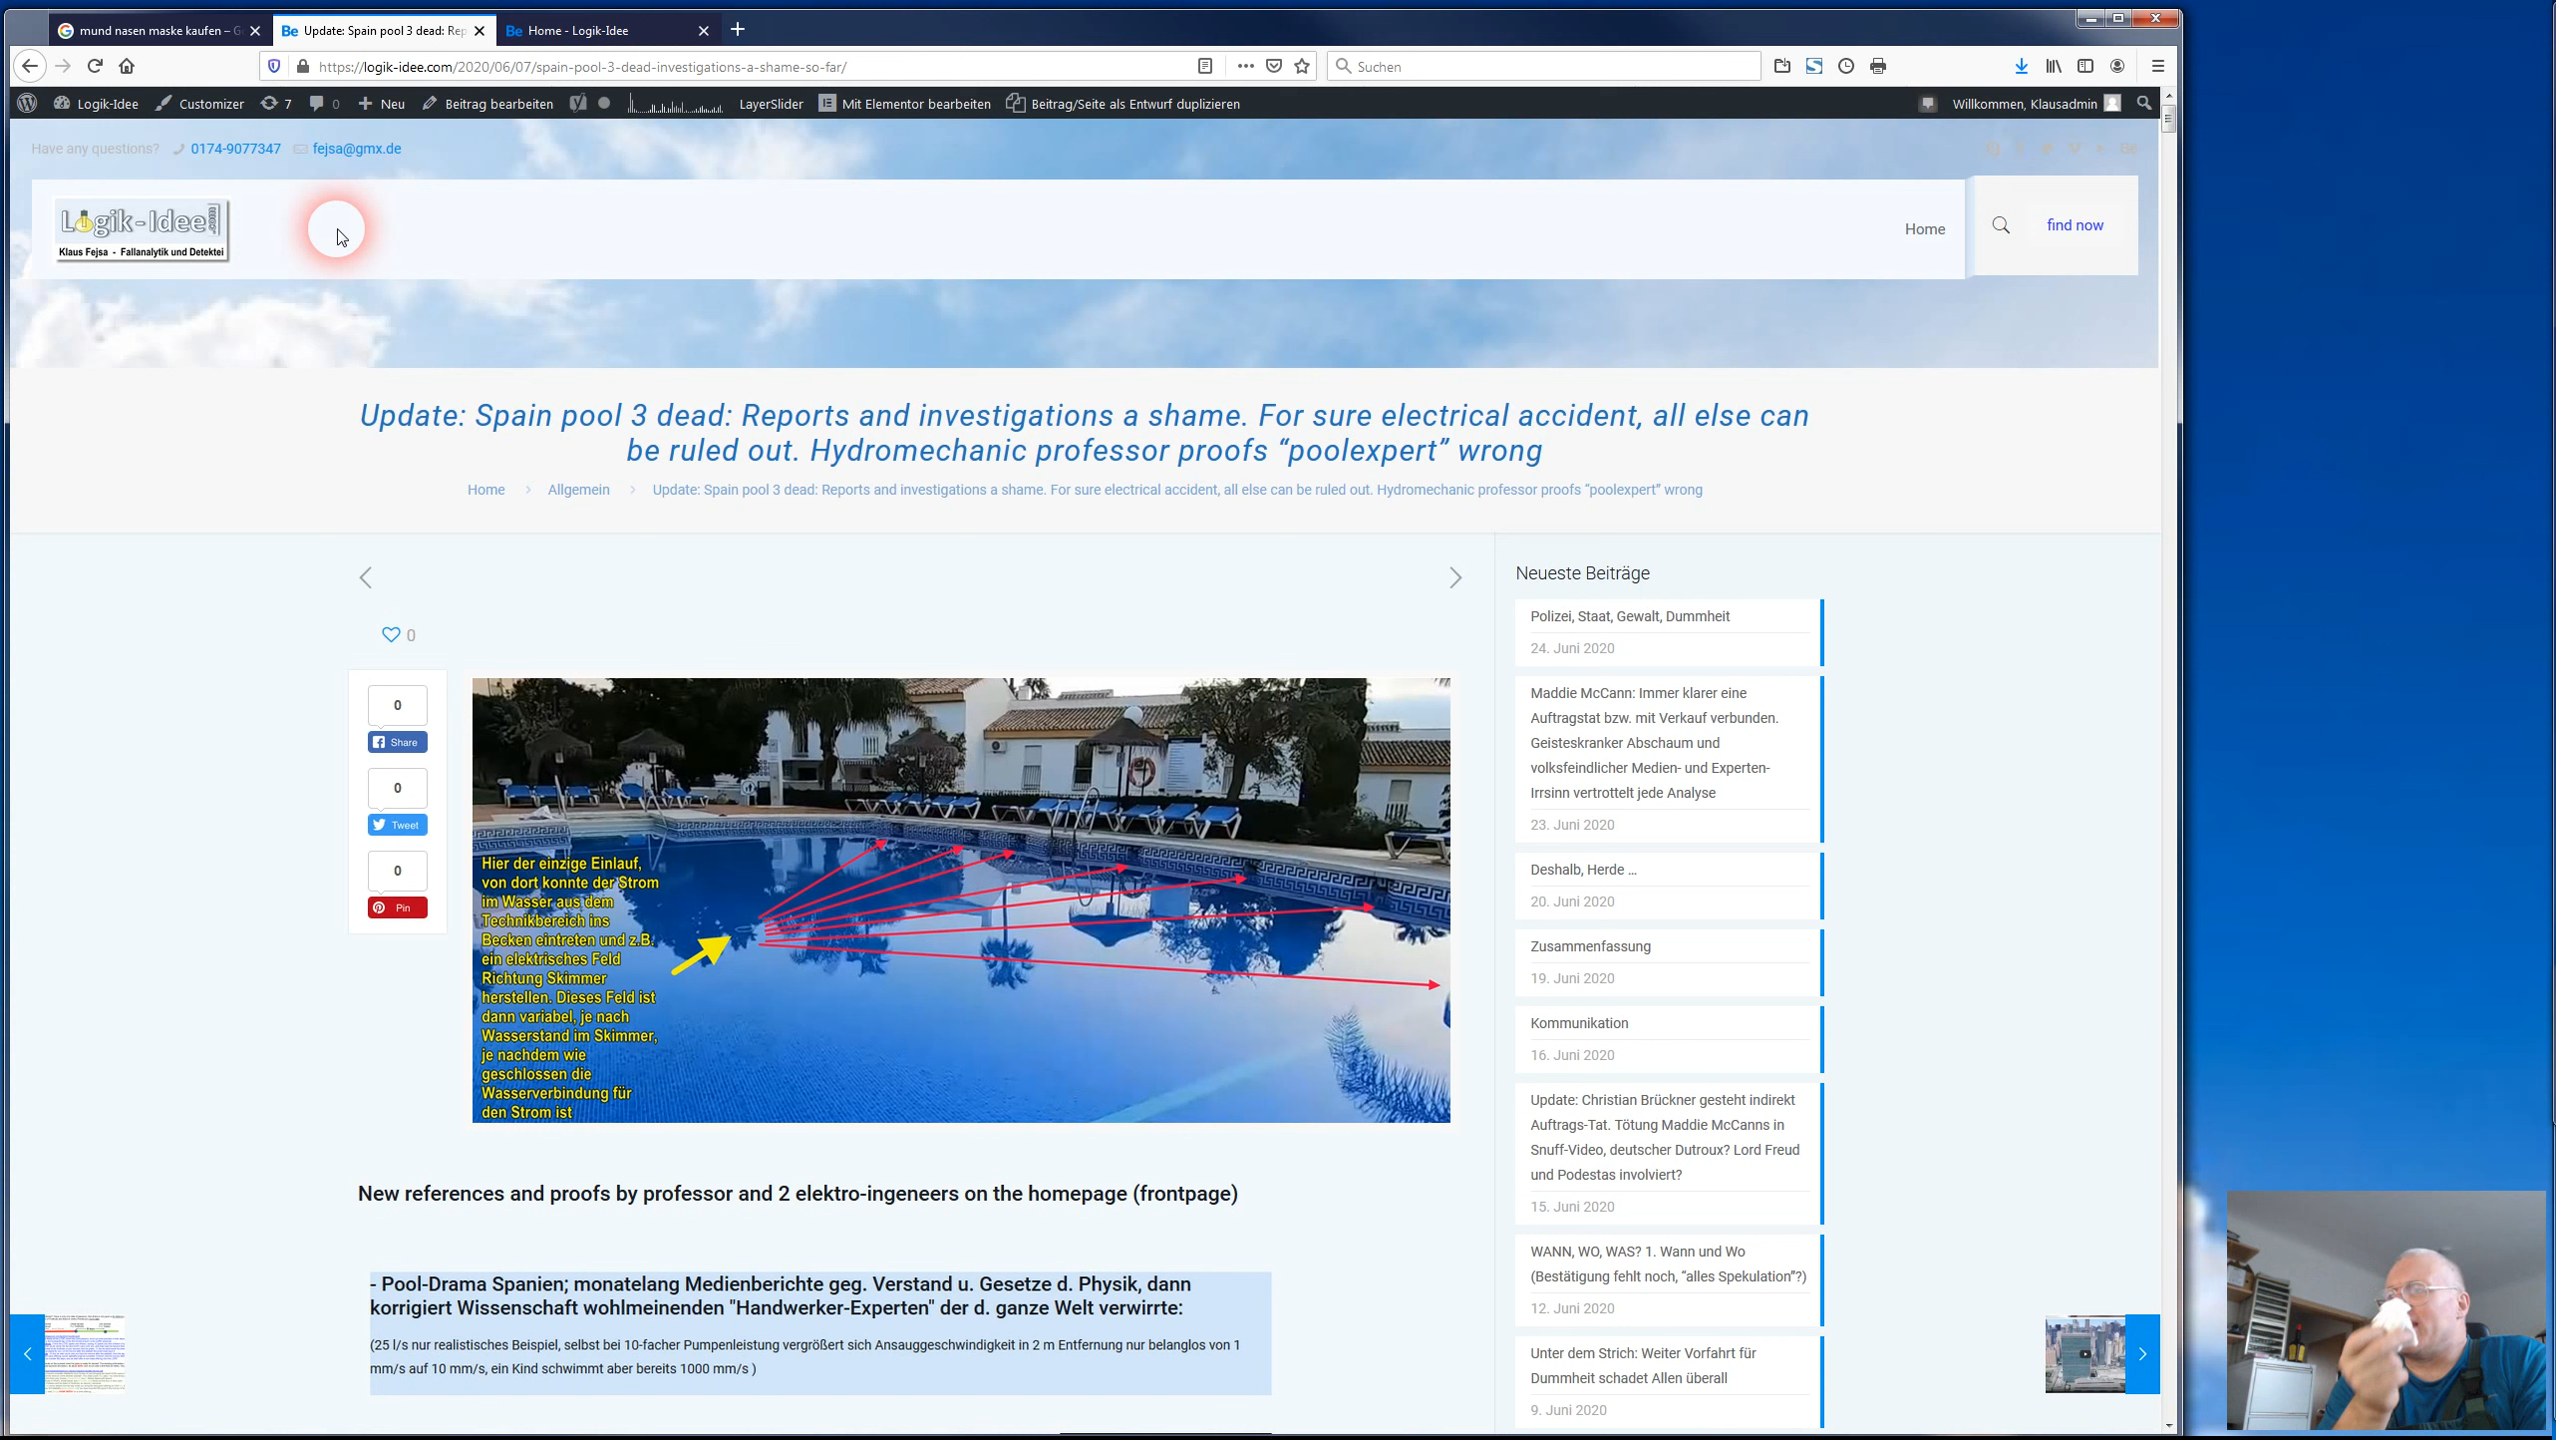 mund nasen maske kaufen – G
Update: Spain pool 3 dead: Rep
Home - Logik-Idee
https://logik-idee.com/2020/06/07/spain-pool-3-dead-investigations-a-shame-so-far/
Suchen
Logik-Idee
Customizer
7
0
Neu
Beitrag bearbeiten
LayerSlider
Mit Elementor bearbeiten
Beitrag/Seite als Entwurf duplizieren
Willkommen, Klausadmin
Have any questions? 0174-9077347 fejsa@gmx.de
Logik-Idee
Klaus Fejsa - Fallanalytik und Detektei
Home
find now
Update: Spain pool 3 dead: Reports and investigations a shame. For sure electrical accident, all else can
be ruled out. Hydromechanic professor proofs “poolexpert” wrong
Home > Allgemein > Update: Spain pool 3 dead: Reports and investigations a shame. For sure electrical accident, all else can be ruled out. Hydromechanic professor proofs “poolexpert” wrong
0
0
Share
0
Tweet
0
Pin
Hier der einzige Einlauf,
von dort konnte der Strom
im Wasser aus dem
Technikbereich ins
Becken eintreten und z.B.
ein elektrisches Feld
Richtung Skimmer
herstellen. Dieses Feld ist
dann variabel, je nach
Wasserstand im Skimmer,
je nachdem wie
geschlossen die
Wasserverbindung für
den Strom ist
New references and proofs by professor and 2 elektro-ingeneers on the homepage (frontpage)
- Pool-Drama Spanien; monatelang Medienberichte geg. Verstand u. Gesetze d. Physik, dann
korrigiert Wissenschaft wohlmeinenden "Handwerker-Experten" der d. ganze Welt verwirrte:
(25 l/s nur realistisches Beispiel, selbst bei 10-facher Pumpenleistung vergrößert sich Ansauggeschwindigkeit in 2 m Entfernung nur belanglos von 1
mm/s auf 10 mm/s, ein Kind schwimmt aber bereits 1000 mm/s )
Neueste Beiträge
Polizei, Staat, Gewalt, Dummheit
24. Juni 2020
Maddie McCann: Immer klarer eine
Auftragstat bzw. mit Verkauf verbunden.
Geisteskranker Abschaum und
volksfeindlicher Medien- und Experten-
Irrsinn vertrottelt jede Analyse
23. Juni 2020
Deshalb, Herde ...
20. Juni 2020
Zusammenfassung
19. Juni 2020
Kommunikation
16. Juni 2020
Update: Christian Brückner gesteht indirekt
Auftrags-Tat. Tötung Maddie McCanns in
Snuff-Video, deutscher Dutroux? Lord Freud
und Podestas involviert?
15. Juni 2020
WANN, WO, WAS? 1. Wann und Wo
(Bestätigung fehlt noch, “alles Spekulation”?)
12. Juni 2020
Unter dem Strich: Weiter Vorfahrt für
Dummheit schadet Allen überall
9. Juni 2020